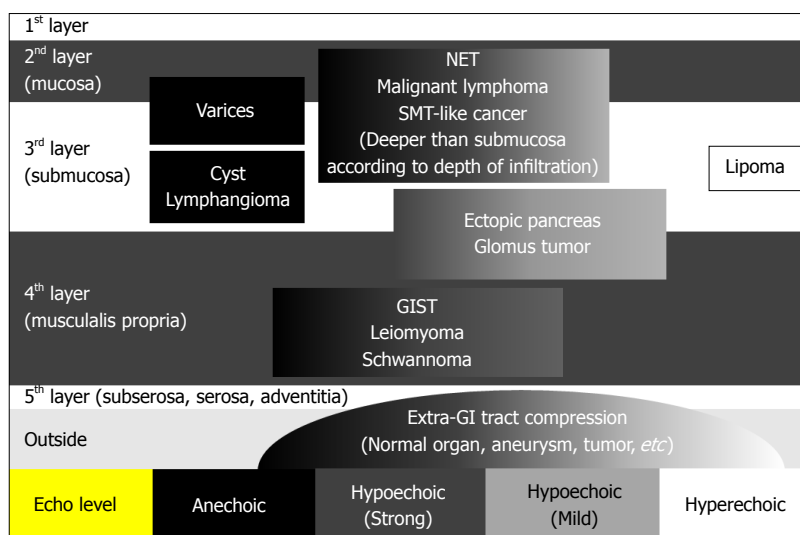 1st layer
2nd layer
(mucosa)
NET
Malignant lymphoma
SMT-like cancer
(Deeper than submucosa
according to depth of infiltration)
Varices
3rd layer
(submucosa)
Cyst
Lymphangioma
Lipoma
Ectopic pancreas
Glomus tumor
4th layer
(muscularis propria)
GIST
Leiomyoma
Schwannoma
5th layer (subserosa, serosa, adventitia)
Outside
Extra-GI tract compression
(Normal organ, aneurysm, tumor, etc)
Echo level
Anechoic
Hypoechoic
(Strong)
Hypoechoic
(Mild)
Hyperechoic